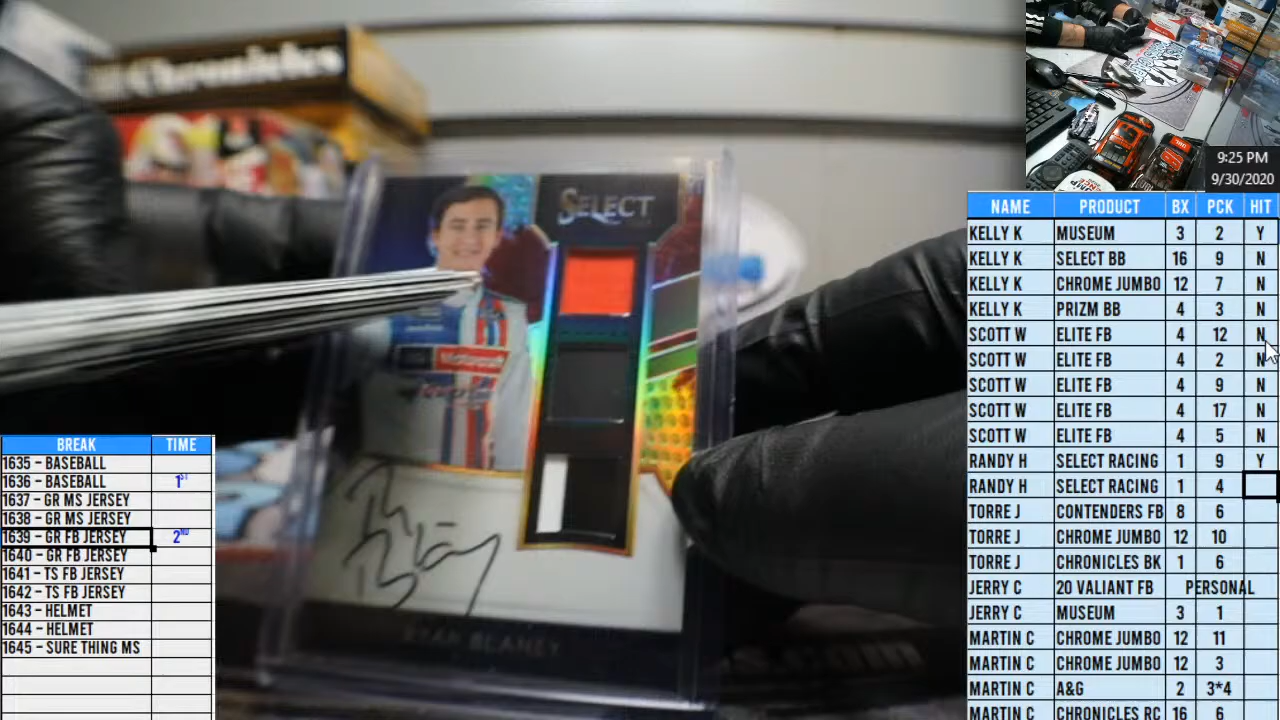 Chronicles
SELECT
RYAN BLANEY
9:25 PM
9/30/2020
NAME PRODUCT BX PCK HIT
KELLY K MUSEUM 3 2 Y
KELLY K SELECT BB 16 9 N
KELLY K CHROME JUMBO 12 7 N
KELLY K PRIZM BB 4 3 N
SCOTT W ELITE FB 4 12 N
SCOTT W ELITE FB 4 2 N
SCOTT W ELITE FB 4 9 N
SCOTT W ELITE FB 4 17 N
SCOTT W ELITE FB 4 5 N
RANDY H SELECT RACING 1 9 Y
RANDY H SELECT RACING 1 4
TORRE J CONTENDERS FB 8 6
TORRE J CHROME JUMBO 12 10
TORRE J CHRONICLES BK 1 6
JERRY C 20 VALIANT FB PERSONAL
JERRY C MUSEUM 3 1
MARTIN C CHROME JUMBO 12 11
MARTIN C CHROME JUMBO 12 3
MARTIN C A&G 2 3*4
MARTIN C CHRONICLES RC 16 6
BREAK TIME
1635 - BASEBALL
1636 - BASEBALL 1ST
1637 - GR MS JERSEY
1638 - GR MS JERSEY
1639 - GR FB JERSEY 2ND
1640 - GR FB JERSEY
1641 - TS FB JERSEY
1642 - TS FB JERSEY
1643 - HELMET
1644 - HELMET
1645 - SURE THING MS